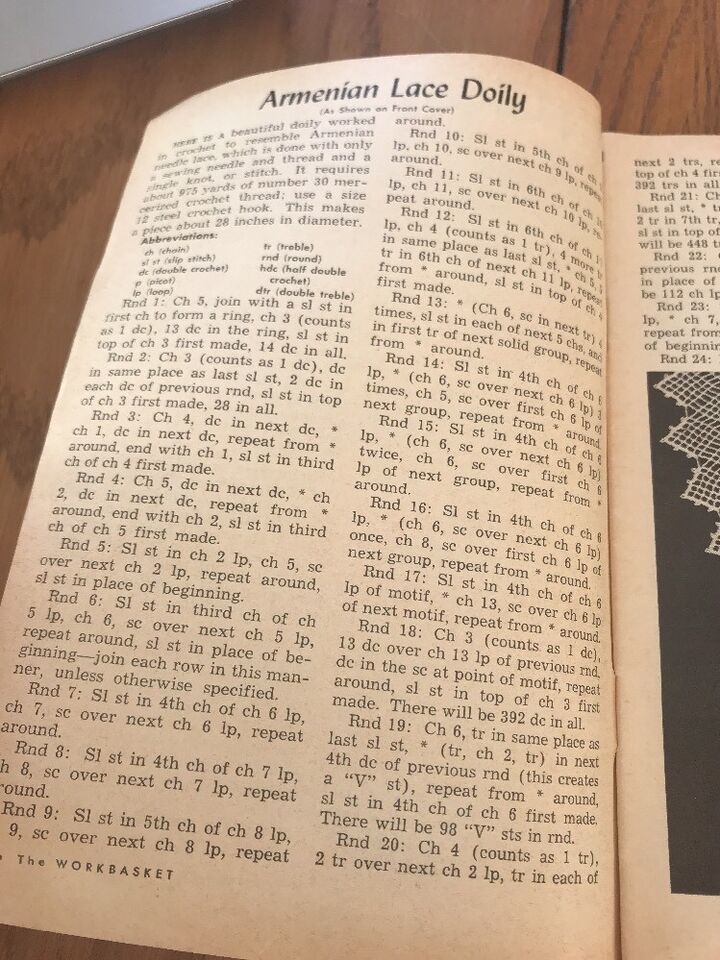 Armenian Lace Doily
(As Shown on Front Cover)
HERE IS a beautiful doily worked
in crochet to resemble Armenian
needle lace, which is done with only
a sewing needle and thread and a
single knot, or stitch. It requires
about 975 yards of number 30 mer-
cerized crochet thread; use a size
12 steel crochet hook. This makes
a piece about 28 inches in diameter.
Abbreviations:
ch (chain)
sl st (slip stitch)
dc (double crochet)
p (picot)
lp (loop)
tr (treble)
rnd (round)
hdc (half double
crochet)
dtr (double treble)
Rnd 1: Ch 5, join with a sl st in
first ch to form a ring, ch 3 (counts
as 1 dc), 13 dc in the ring, sl st in
top of ch 3 first made, 14 dc in all.
Rnd 2: Ch 3 (counts as 1 dc), dc
in same place as last sl st, 2 dc in
each dc of previous rnd, sl st in top
of ch 3 first made, 28 in all.
Rnd 3: Ch 4, dc in next dc, *
ch 1, dc in next dc, repeat from *
around, end with ch 1, sl st in third
ch of ch 4 first made.
Rnd 4: Ch 5, dc in next dc, * ch
2, dc in next dc, repeat from *
around, end with ch 2, sl st in third
ch of ch 5 first made.
Rnd 5: Sl st in ch 2 lp, ch 5, sc
over next ch 2 lp, repeat around,
sl st in place of beginning.
Rnd 6: Sl st in third ch of ch
5 lp, ch 6, sc over next ch 5 lp,
repeat around, sl st in place of be-
ginning—join each row in this man-
ner, unless otherwise specified.
Rnd 7: Sl st in 4th ch of ch 6 lp,
ch 7, sc over next ch 6 lp, repeat
around.
Rnd 8: Sl st in 4th ch of ch 7 lp,
h 8, sc over next ch 7 lp, repeat
round.
Rnd 9: Sl st in 5th ch of ch 8 lp,
9, sc over next ch 8 lp, repeat
The WORKBASKET
around.
Rnd 10: Sl st in 5th ch of ch
lp, ch 10, sc over next ch 9 lp, repeat
around.
Rnd 11: Sl st in 6th ch of ch
lp, ch 11, sc over next ch 10 lp, re-
peat around.
Rnd 12: Sl st in 6th ch of ch
lp, ch 4 (counts as 1 tr), 4 more tr
in same place as last sl st, * ch 5,
tr in 6th ch of next ch 11 lp, repeat
from * around, sl st in top of ch 4
first made.
Rnd 13: * (Ch 6, sc in next tr) 4
times, sl st in each of next 5 chs, and
in first tr of next solid group, repeat
from * around.
Rnd 14: Sl st in 4th ch of ch 6
lp, * (ch 6, sc over next ch 6 lp) 3
times, ch 5, sc over first ch 6 lp of
next group, repeat from * around.
Rnd 15: Sl st in 4th ch of ch 6
lp, * (ch 6, sc over next ch 6 lp)
twice, ch 6, sc over first ch 6
lp of next group, repeat from *
around.
Rnd 16: Sl st in 4th ch of ch 6
lp, * (ch 6, sc over next ch 6 lp)
once, ch 8, sc over first ch 6 lp of
next group, repeat from * around.
Rnd 17: Sl st in 4th ch of ch 6
lp of motif, * ch 13, sc over ch 6 lp
of next motif, repeat from * around.
Rnd 18: Ch 3 (counts as 1 dc),
13 dc over ch 13 lp of previous rnd,
dc in the sc at point of motif, repeat
around, sl st in top of ch 3 first
made. There will be 392 dc in all.
Rnd 19: Ch 6, tr in same place as
last sl st, * (tr, ch 2, tr) in next
4th dc of previous rnd (this creates
a "V" st), repeat from * around,
sl st in 4th ch of ch 6 first made.
There will be 98 "V" sts in rnd.
Rnd 20: Ch 4 (counts as 1 tr),
2 tr over next ch 2 lp, tr in each of
next 2 trs, re
top of ch 4 fir
392 trs in all
Rnd 21: C
last sl st, * t
2 tr in 7th tr,
sl st in top of
will be 448 t
Rnd 22:
previous rn
in place of
be 112 ch lp
Rnd 23:
lp, * ch 7,
repeat from
of beginnin
Rnd 24: